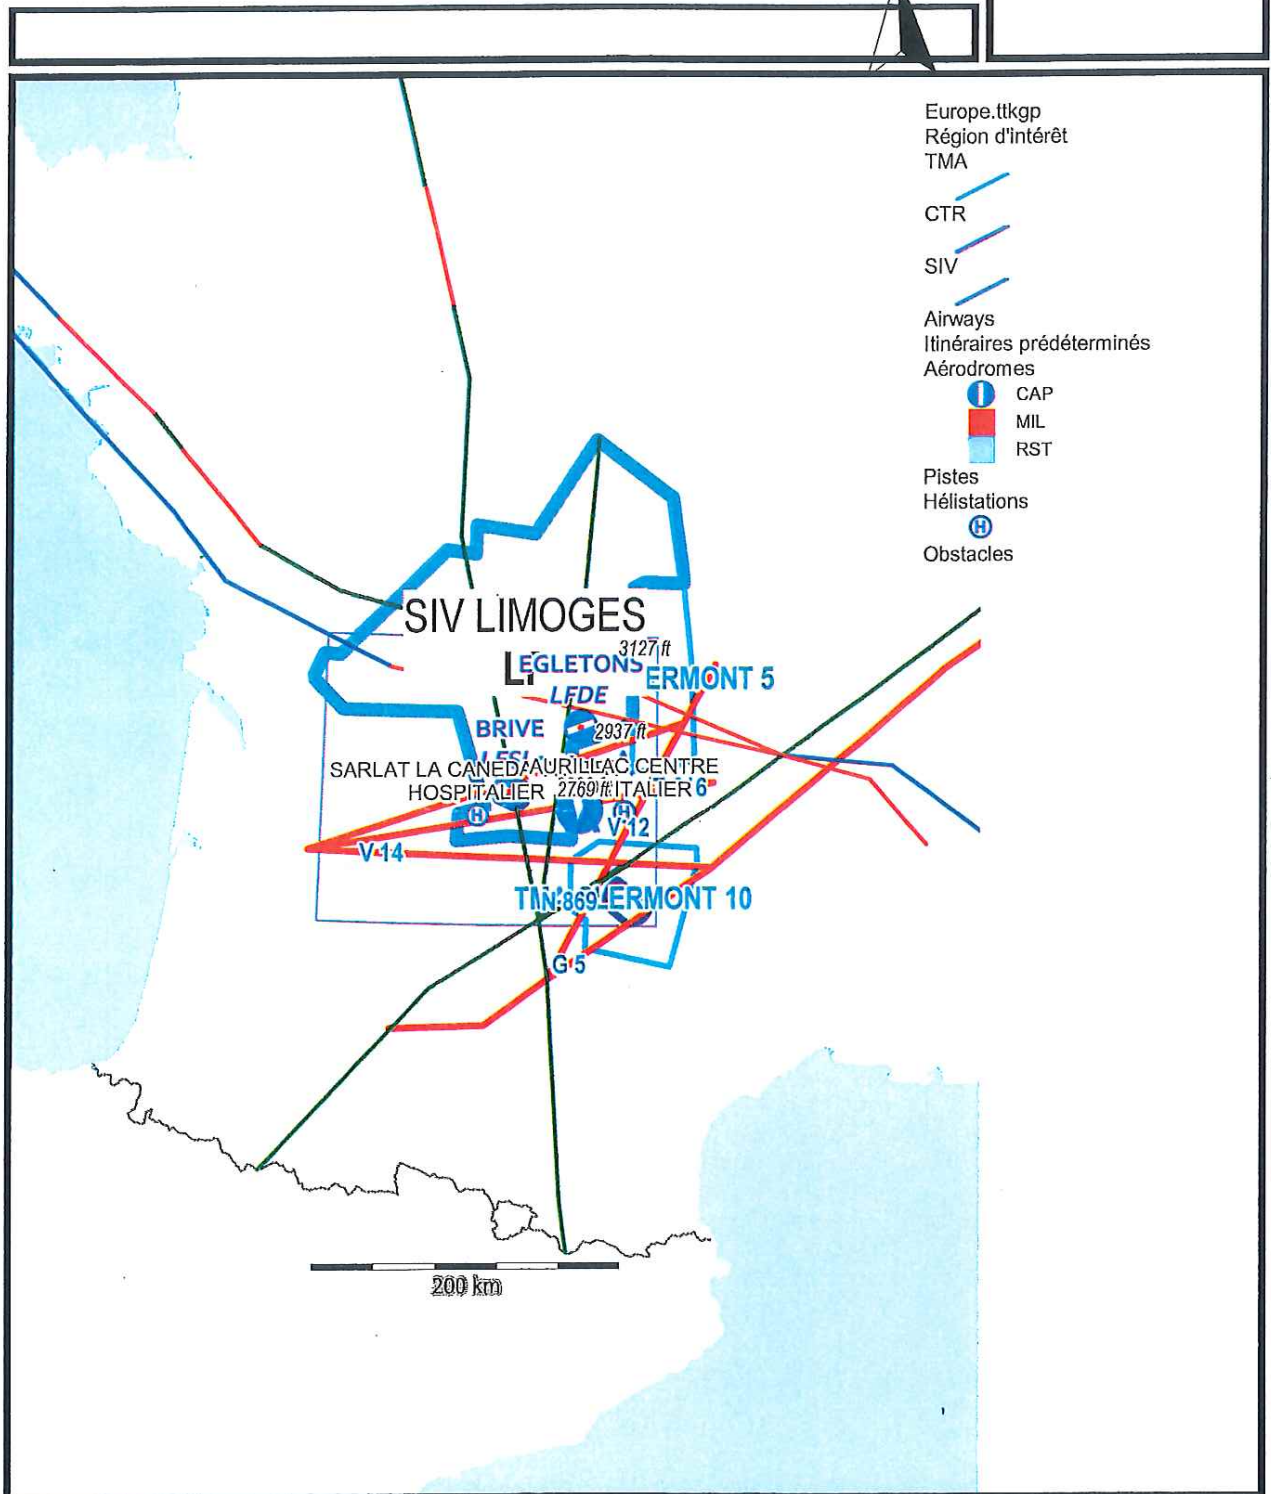 Europe.ttkgp
Région d'intérêt
TMA
CTR
SIV
Airways
Itinéraires prédéterminés
Aérodromes
CAP
MIL
RST
Pistes
Hélistations
H
Obstacles
SIV LIMOGES
3127 ft
EGLETONS
ERMONT 5
LFDE
BRIVE
2937 ft
SARLAT LA CANEDA AURILLAC CENTRE
HOSPITALIER 2769 ft ITALIER 6
H
H
V 12
V 14
N 869 ERMONT 10
G 5
200 km